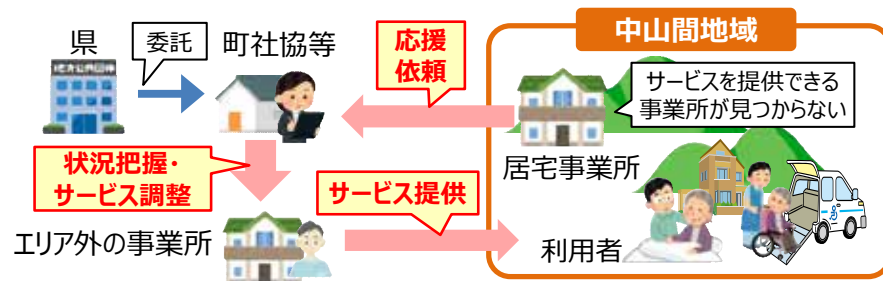 県
委託
町社協等
応援
依頼
中山間地域
サービスを提供できる
事業所が見つからない
居宅事業所
状況把握・
サービス調整
サービス提供
エリア外の事業所
利用者